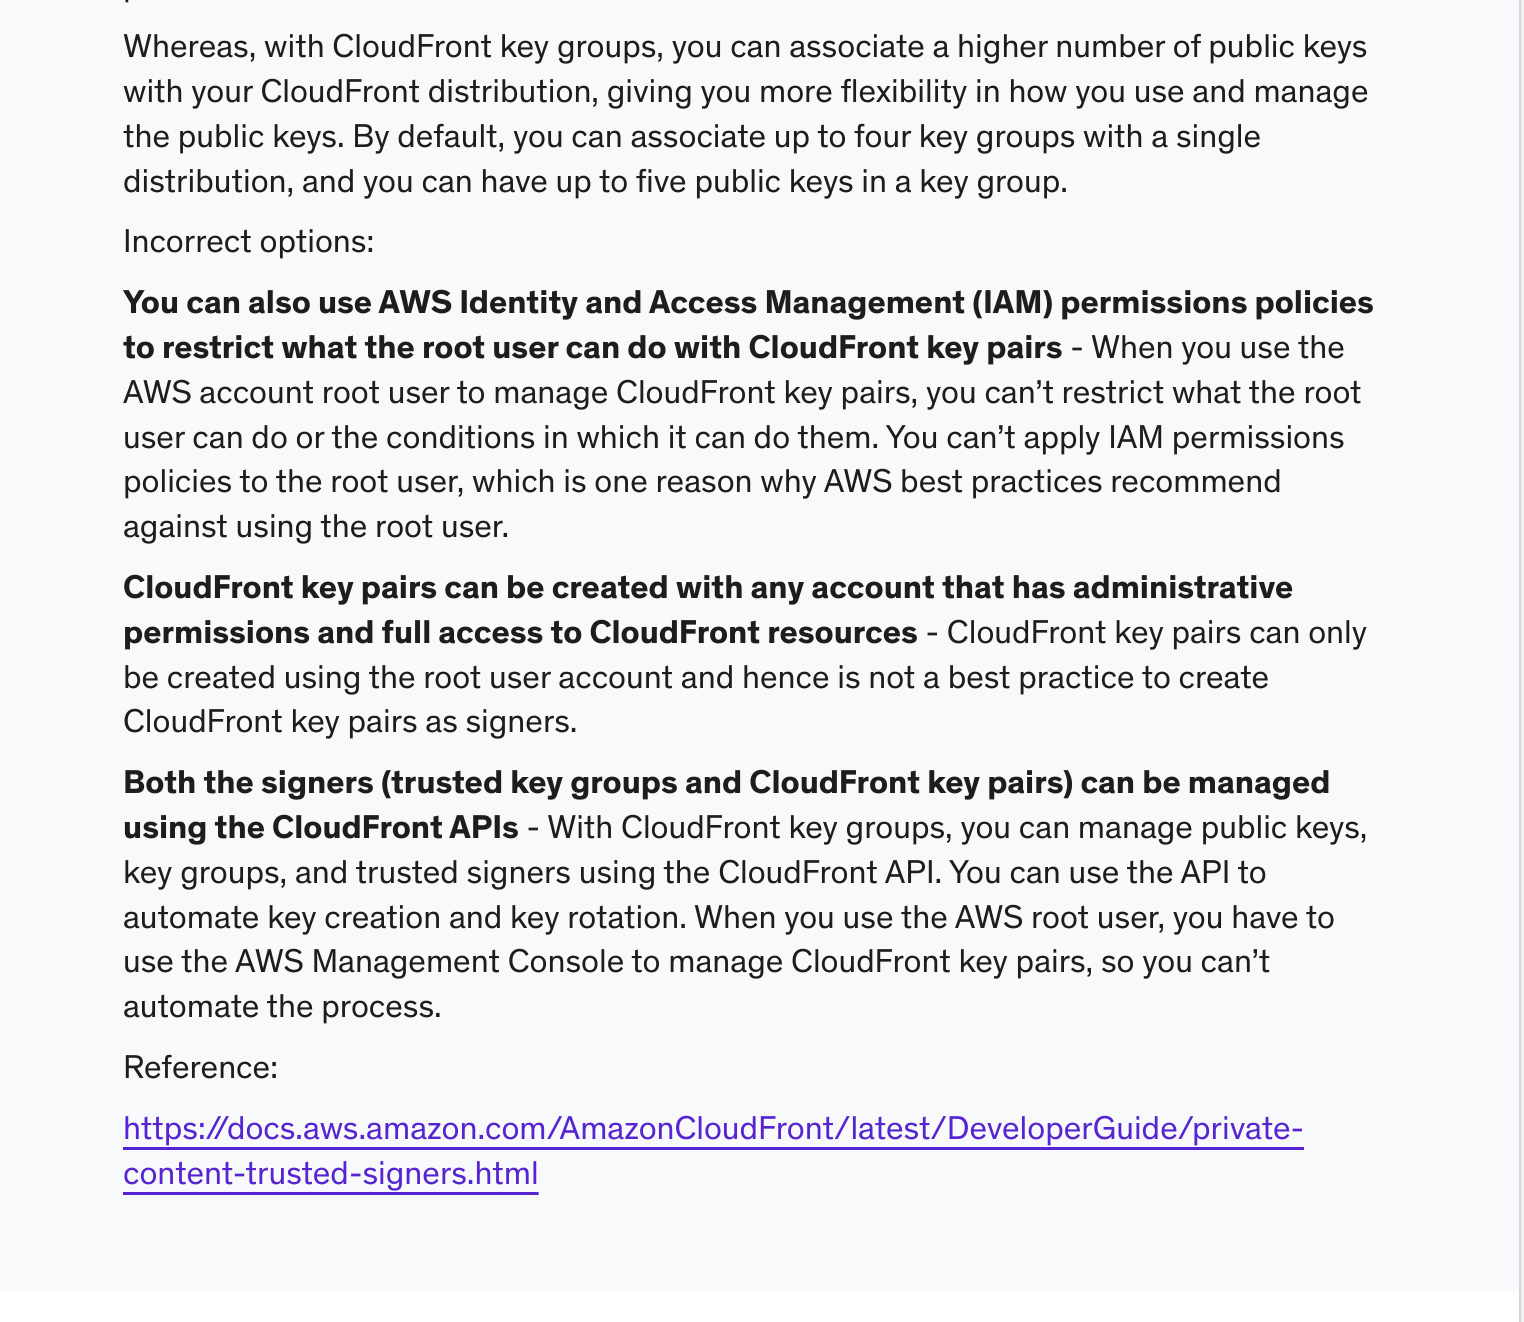 Whereas, with CloudFront key groups, you can associate a higher number of public keys
with your CloudFront distribution, giving you more flexibility in how you use and manage
the public keys. By default, you can associate up to four key groups with a single
distribution, and you can have up to five public keys in a key group.
Incorrect options:
You can also use AWS Identity and Access Management (IAM) permissions policies
to restrict what the root user can do with CloudFront key pairs - When you use the
AWS account root user to manage CloudFront key pairs, you can’t restrict what the root
user can do or the conditions in which it can do them. You can’t apply IAM permissions
policies to the root user, which is one reason why AWS best practices recommend
against using the root user.
CloudFront key pairs can be created with any account that has administrative
permissions and full access to CloudFront resources - CloudFront key pairs can only
be created using the root user account and hence is not a best practice to create
CloudFront key pairs as signers.
Both the signers (trusted key groups and CloudFront key pairs) can be managed
using the CloudFront APIs - With CloudFront key groups, you can manage public keys,
key groups, and trusted signers using the CloudFront API. You can use the API to
automate key creation and key rotation. When you use the AWS root user, you have to
use the AWS Management Console to manage CloudFront key pairs, so you can’t
automate the process.
Reference:
https://docs.aws.amazon.com/AmazonCloudFront/latest/DeveloperGuide/private-
content-trusted-signers.html